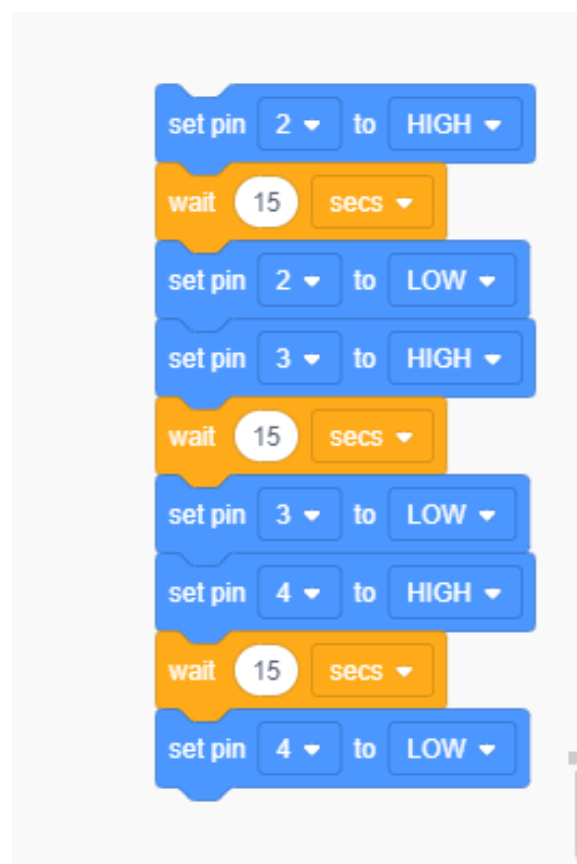 set pin 2 to HIGH
wait 15 secs
set pin 2 to LOW
set pin 3 to HIGH
wait 15 secs
set pin 3 to LOW
set pin 4 to HIGH
wait 15 secs
set pin 4 to LOW